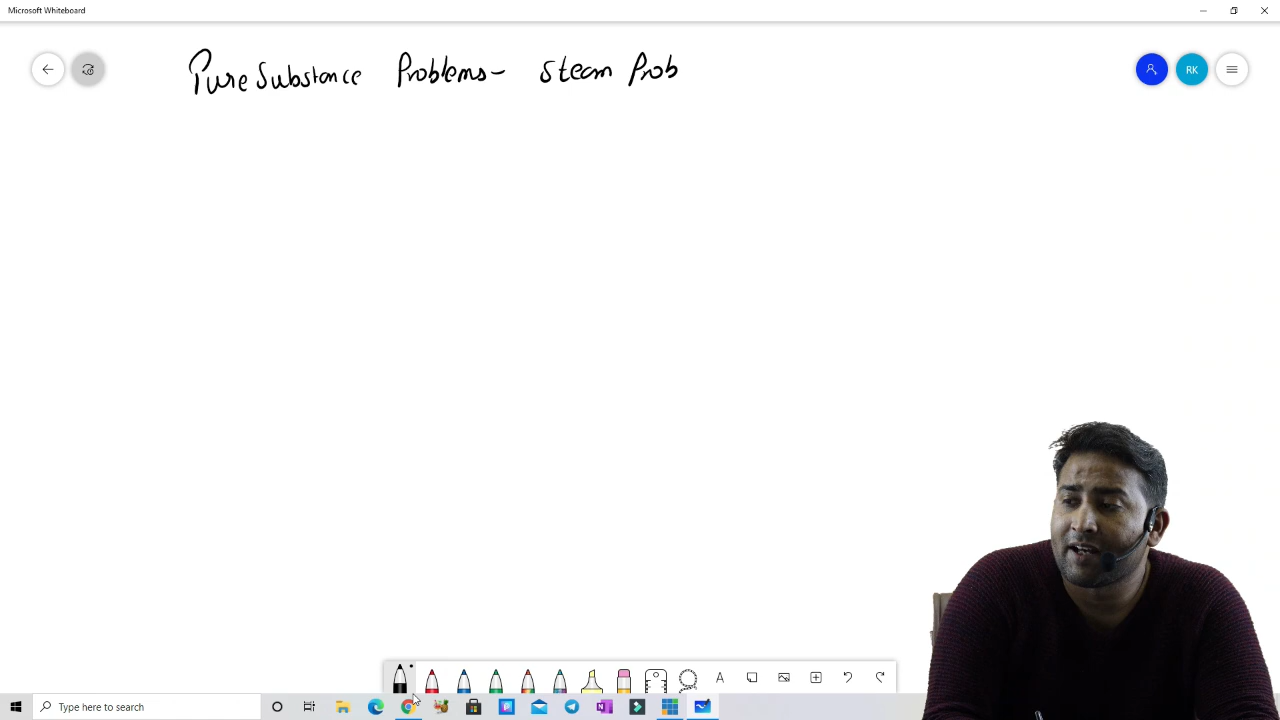 Microsoft Whiteboard
Pure Substance Problems - Steam Prob
RK
A
Type here to search